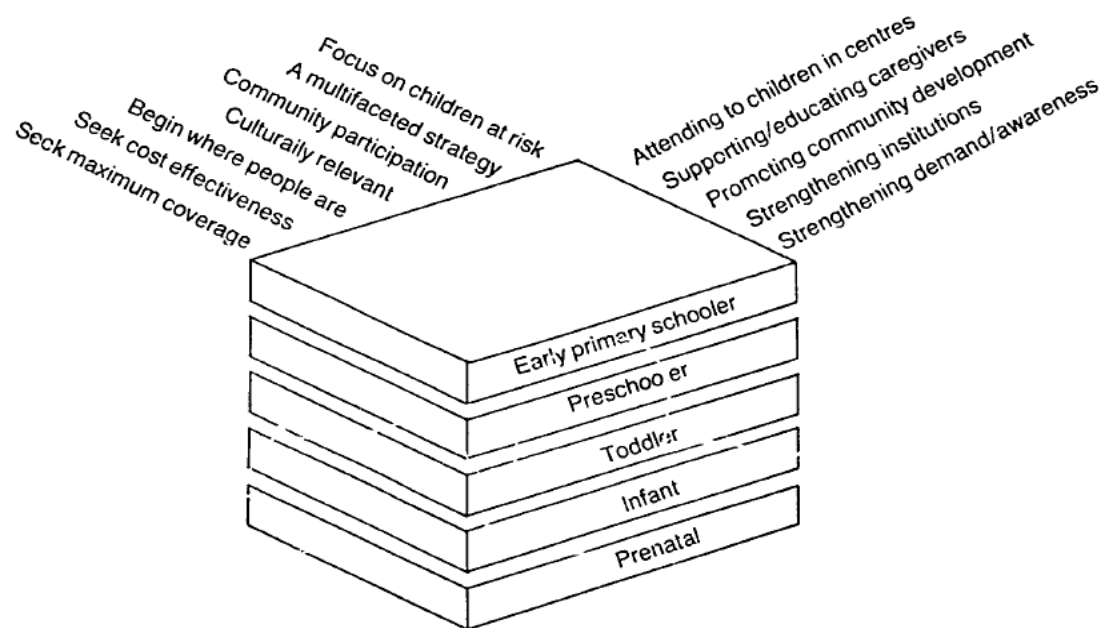 Focus on children at risk
A multifaceted strategy
Community participation
Culturally relevant
Begin where people are
Seek cost effectiveness
Seek maximum coverage
Attending to children in centres
Supporting/educating caregivers
Promoting community development
Strengthening institutions
Strengthening demand/awareness
Early primary schooler
Preschooler
Toddler
Infant
Prenatal